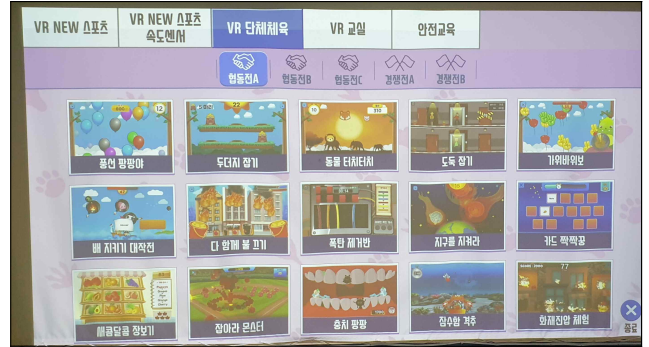 VR NEW 스포츠
VR NEW 스포츠
속도센서
VR 단체체육
VR 교실
안전교육
협동전A
협동전B
협동전C
경쟁전A
경쟁전B
풍선 팡팡아
두더지 잡기
동물 터치터치
도둑 잡기
가위바위보
배 지키기 대작전
다 함께 불 끄기
폭탄 제거반
지구를 지켜라
카드 짝짝꿍
새콤달콤 장보기
잡아라 몬스터
충치 팡팡
잠수함 격추
화재진압 체험
종료